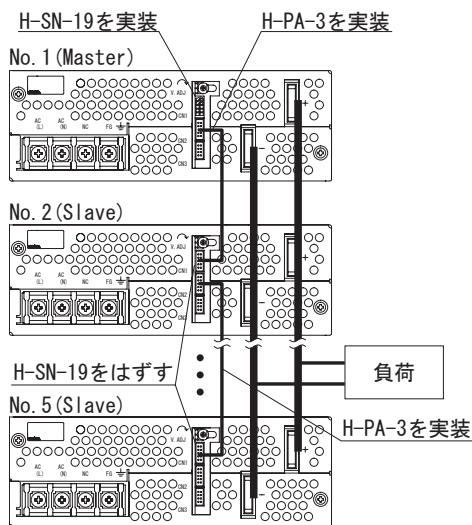 H-SN-19を実装
H-PA-3を実装
No.1(Master)
V.ADJ
AC
(L)
AC
(N)
NC
FG
CN1
CN2
CN3
+
-
No.2(Slave)
V.ADJ
AC
(L)
AC
(N)
NC
FG
CN1
CN2
CN3
+
-
H-SN-19をはずす
負荷
H-PA-3を実装
No.5(Slave)
V.ADJ
AC
(L)
AC
(N)
NC
FG
CN1
CN2
CN3
+
-